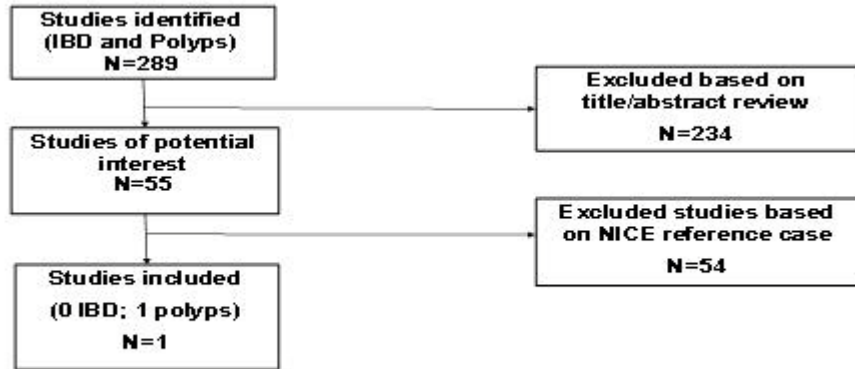 Studies identified
(IBD and Polyps)
N=289
Excluded based on
title/abstract review
N=234
Studies of potential
interest
N=55
Excluded studies based
on NICE reference case
N=54
Studies included
(0 IBD; 1 polyps)
N=1